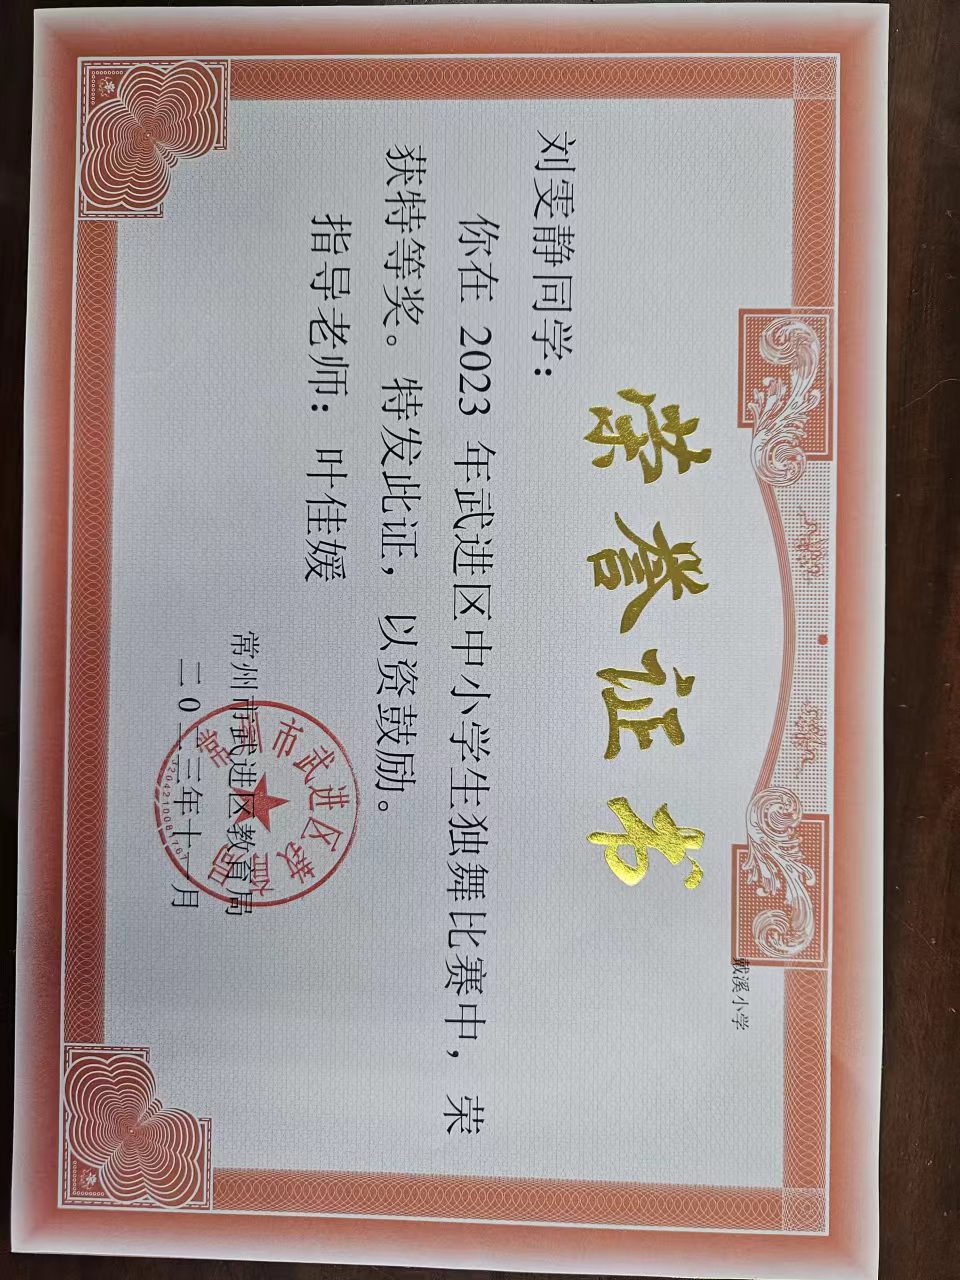 戴溪小学
荣誉证书
刘雯静同学：
你在 2023 年武进区中小学生独舞比赛中，荣
获特等奖。特发此证，以资鼓励。
指导老师：叶佳媛
常州市武进区教育局
二0二三年十一月
常州市武进区教育局
3204210081767